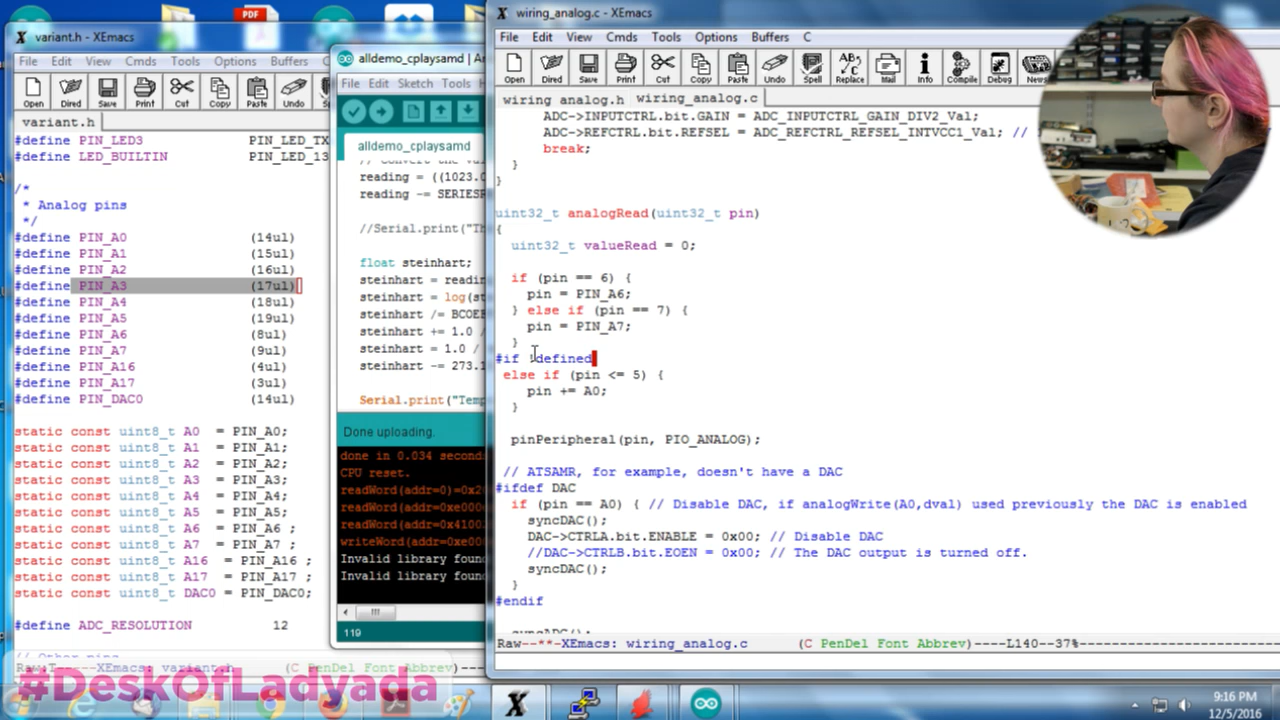 variant.h - XEmacs
File Edit View Cmds Tools Options Buffers
Open Dired Save Print Cut Copy Paste Undo
variant.h
#define PIN_LED3 PIN_LED_TX
#define LED_BUILTIN PIN_LED_13
/*
* Analog pins
*/
#define PIN_A0 (14ul)
#define PIN_A1 (15ul)
#define PIN_A2 (16ul)
#define PIN_A3 (17ul)
#define PIN_A4 (18ul)
#define PIN_A5 (19ul)
#define PIN_A6 (8ul)
#define PIN_A7 (9ul)
#define PIN_A16 (4ul)
#define PIN_A17 (3ul)
#define PIN_DAC0 (14ul)
static const uint8_t A0 = PIN_A0;
static const uint8_t A1 = PIN_A1;
static const uint8_t A2 = PIN_A2;
static const uint8_t A3 = PIN_A3;
static const uint8_t A4 = PIN_A4;
static const uint8_t A5 = PIN_A5;
static const uint8_t A6 = PIN_A6 ;
static const uint8_t A7 = PIN_A7 ;
static const uint8_t A16 = PIN_A16 ;
static const uint8_t A17 = PIN_A17 ;
static const uint8_t DAC0 = PIN_DAC0;
#define ADC_RESOLUTION 12
// Other pins
XEmacs: variant.h (C PenDel Font Abbrev)----
#DeskOfLadyada
alldemo_cplaysamd | A
File Edit Sketch Tools
alldemo_cplaysamd
reading = ((1023.0
reading -= SERIESR
//Serial.print("Th
float steinhart;
steinhart = readin
steinhart = log(st
steinhart /= BCOEF
steinhart += 1.0 /
steinhart = 1.0 /
steinhart -= 273.1
Serial.print("Temp
Done uploading.
done in 0.034 seconds
CPU reset.
readWord(addr=0)=0x2
readWord(addr=0xe000
readWord(addr=0x4100
writeWord(addr=0xe00
Invalid library found
Invalid library found
119
wiring_analog.c - XEmacs
File Edit View Cmds Tools Options Buffers C
Open Dired Save Print Cut Copy Paste Undo Spell Replace Mail Info Compile Debug News
wiring_analog.h wiring_analog.c
ADC->INPUTCTRL.bit.GAIN = ADC_INPUTCTRL_GAIN_DIV2_Val;
ADC->REFCTRL.bit.REFSEL = ADC_REFCTRL_REFSEL_INTVCC1_Val; //
break;
}
}
uint32_t analogRead(uint32_t pin)
{
uint32_t valueRead = 0;
if (pin == 6) {
pin = PIN_A6;
} else if (pin == 7) {
pin = PIN_A7;
}
#if !defined
else if (pin <= 5) {
pin += A0;
}
pinPeripheral(pin, PIO_ANALOG);
// ATSAMR, for example, doesn't have a DAC
#ifdef DAC
if (pin == A0) { // Disable DAC, if analogWrite(A0,dval) used previously the DAC is enabled
syncDAC();
DAC->CTRLA.bit.ENABLE = 0x00; // Disable DAC
//DAC->CTRLB.bit.EOEN = 0x00; // The DAC output is turned off.
syncDAC();
}
#endif
Raw--**-XEmacs: wiring_analog.c (C PenDel Font Abbrev)----L140--37%
9:16 PM
12/5/2016